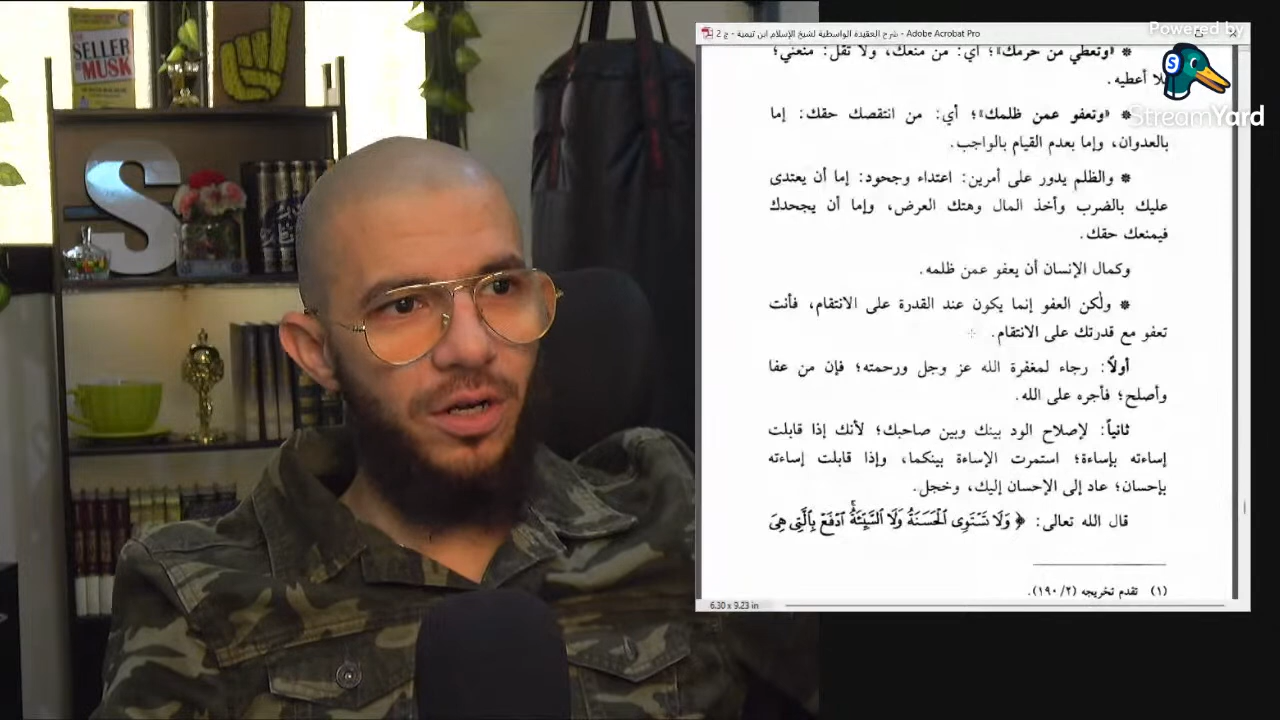 THE
SELLER
of MUSK
S
شرح العقيدة الواسطية لشيخ الإسلام ابن تيمية - ج 2 - Adobe Acrobat Pro
Powered by
StreamYard
* «وتعطي من حرمك»؛ أي: من منعك، ولا تقل: منعني؛
فلا أعطيه.
* «وتعفو عمن ظلمك»؛ أي: من انتقصك حقك: إما
بالعدوان، وإما بعدم القيام بالواجب.
* والظلم يدور على أمرين: اعتداء وجحود: إما أن يعتدى
عليك بالضرب وأخذ المال وهتك العرض، وإما أن يجحدك
فيمنعك حقك.
وكمال الإنسان أن يعفو عمن ظلمه.
* ولٰكن العفو إنما يكون عند القدرة على الانتقام، فأنت
تعفو مع قدرتك على الانتقام.
أولاً: رجاء لمغفرة الله عز وجل ورحمته؛ فإن من عفا
وأصلح؛ فأجره على الله.
ثانياً: لإصلاح الود بينك وبين صاحبك؛ لأنك إذا قابلت
إساءته بإساءة؛ استمرت الإساءة بينكما، وإذا قابلت إساءته
بإحسان؛ عاد إلى الإحسان إليك، وخجل.
قال الله تعالى: ﴿ وَلَا تَسْتَوِى الْحَسَنَةُ وَلَا السَّيِّئَةُ ادْفَعْ بِالَّتِى هِىَ
(١) تقدم تخريجه (٢/ ١٩٠).
6.30 x 9.23 in